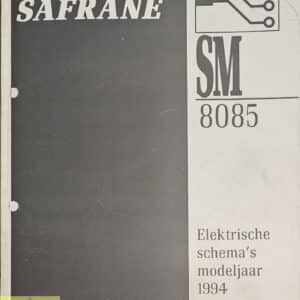 SAFRANE
SM
8085
Elektrische
schema's
modeljaar
1994